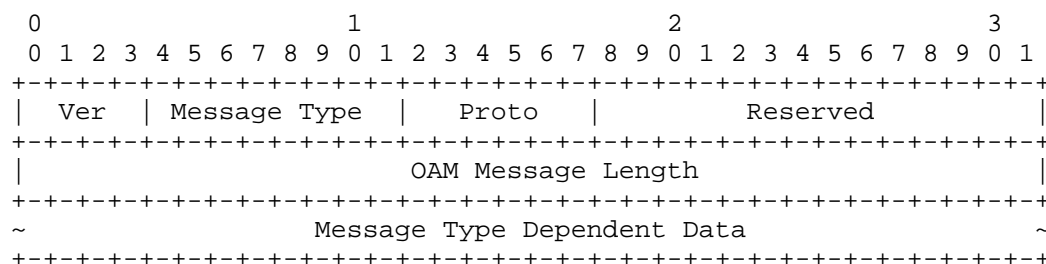 0                   1                   2                   3
 0 1 2 3 4 5 6 7 8 9 0 1 2 3 4 5 6 7 8 9 0 1 2 3 4 5 6 7 8 9 0 1
+-+-+-+-+-+-+-+-+-+-+-+-+-+-+-+-+-+-+-+-+-+-+-+-+-+-+-+-+-+-+-+-+
|  Ver  | Message Type  |   Proto   |         Reserved          |
+-+-+-+-+-+-+-+-+-+-+-+-+-+-+-+-+-+-+-+-+-+-+-+-+-+-+-+-+-+-+-+-+
|                        OAM Message Length                     |
+-+-+-+-+-+-+-+-+-+-+-+-+-+-+-+-+-+-+-+-+-+-+-+-+-+-+-+-+-+-+-+-+
~                  Message Type Dependent Data                  ~
+-+-+-+-+-+-+-+-+-+-+-+-+-+-+-+-+-+-+-+-+-+-+-+-+-+-+-+-+-+-+-+-+